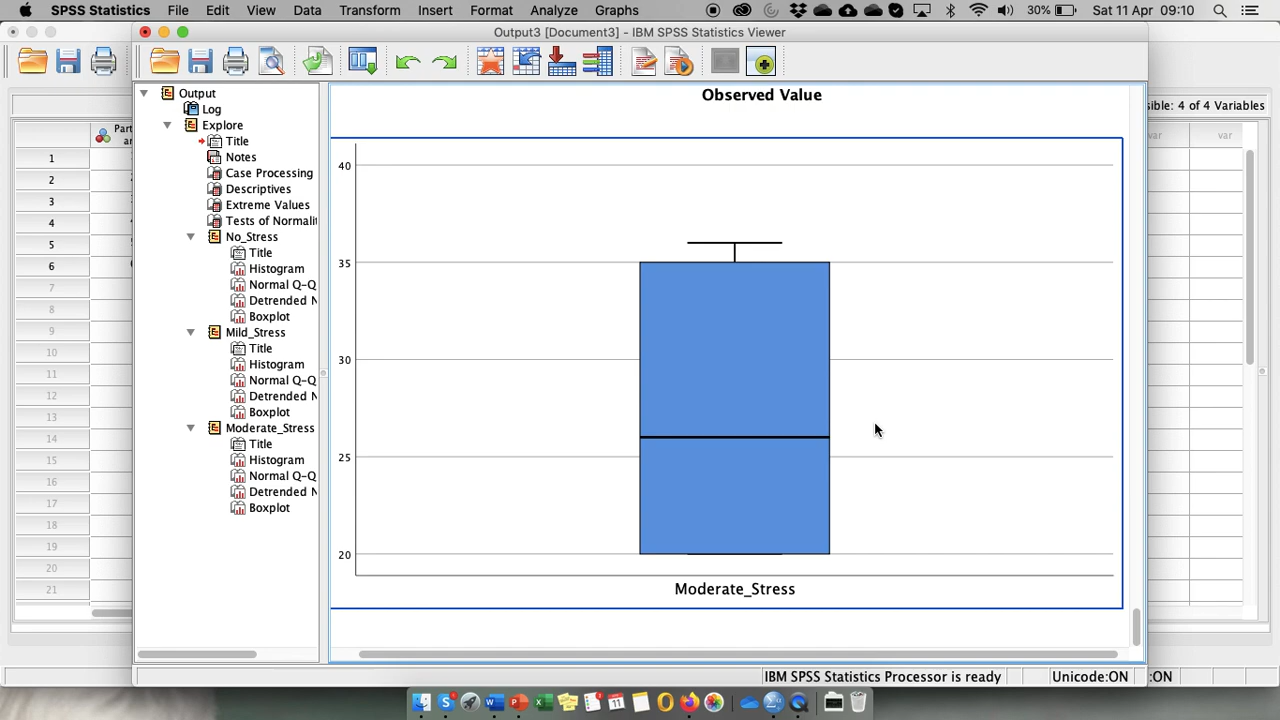 SPSS Statistics File Edit View Data Transform Insert Format Analyze Graphs 30% Sat 11 Apr 09:10
Output3 [Document3] - IBM SPSS Statistics Viewer
Observed Value
Output
Log
Explore
Title
Notes
Case Processing
Descriptives
Extreme Values
Tests of Normalit
No_Stress
Title
Histogram
Normal Q-Q
Detrended N
Boxplot
Mild_Stress
Title
Histogram
Normal Q-Q
Detrended N
Boxplot
Moderate_Stress
Title
Histogram
Normal Q-Q
Detrended N
Boxplot
40
35
30
25
20
Moderate_Stress
ible: 4 of 4 Variables
Part
var var
1
2
3
4
5
6
7
8
9
10
11
12
13
14
15
16
17
18
19
20
21
IBM SPSS Statistics Processor is ready Unicode:ON :ON